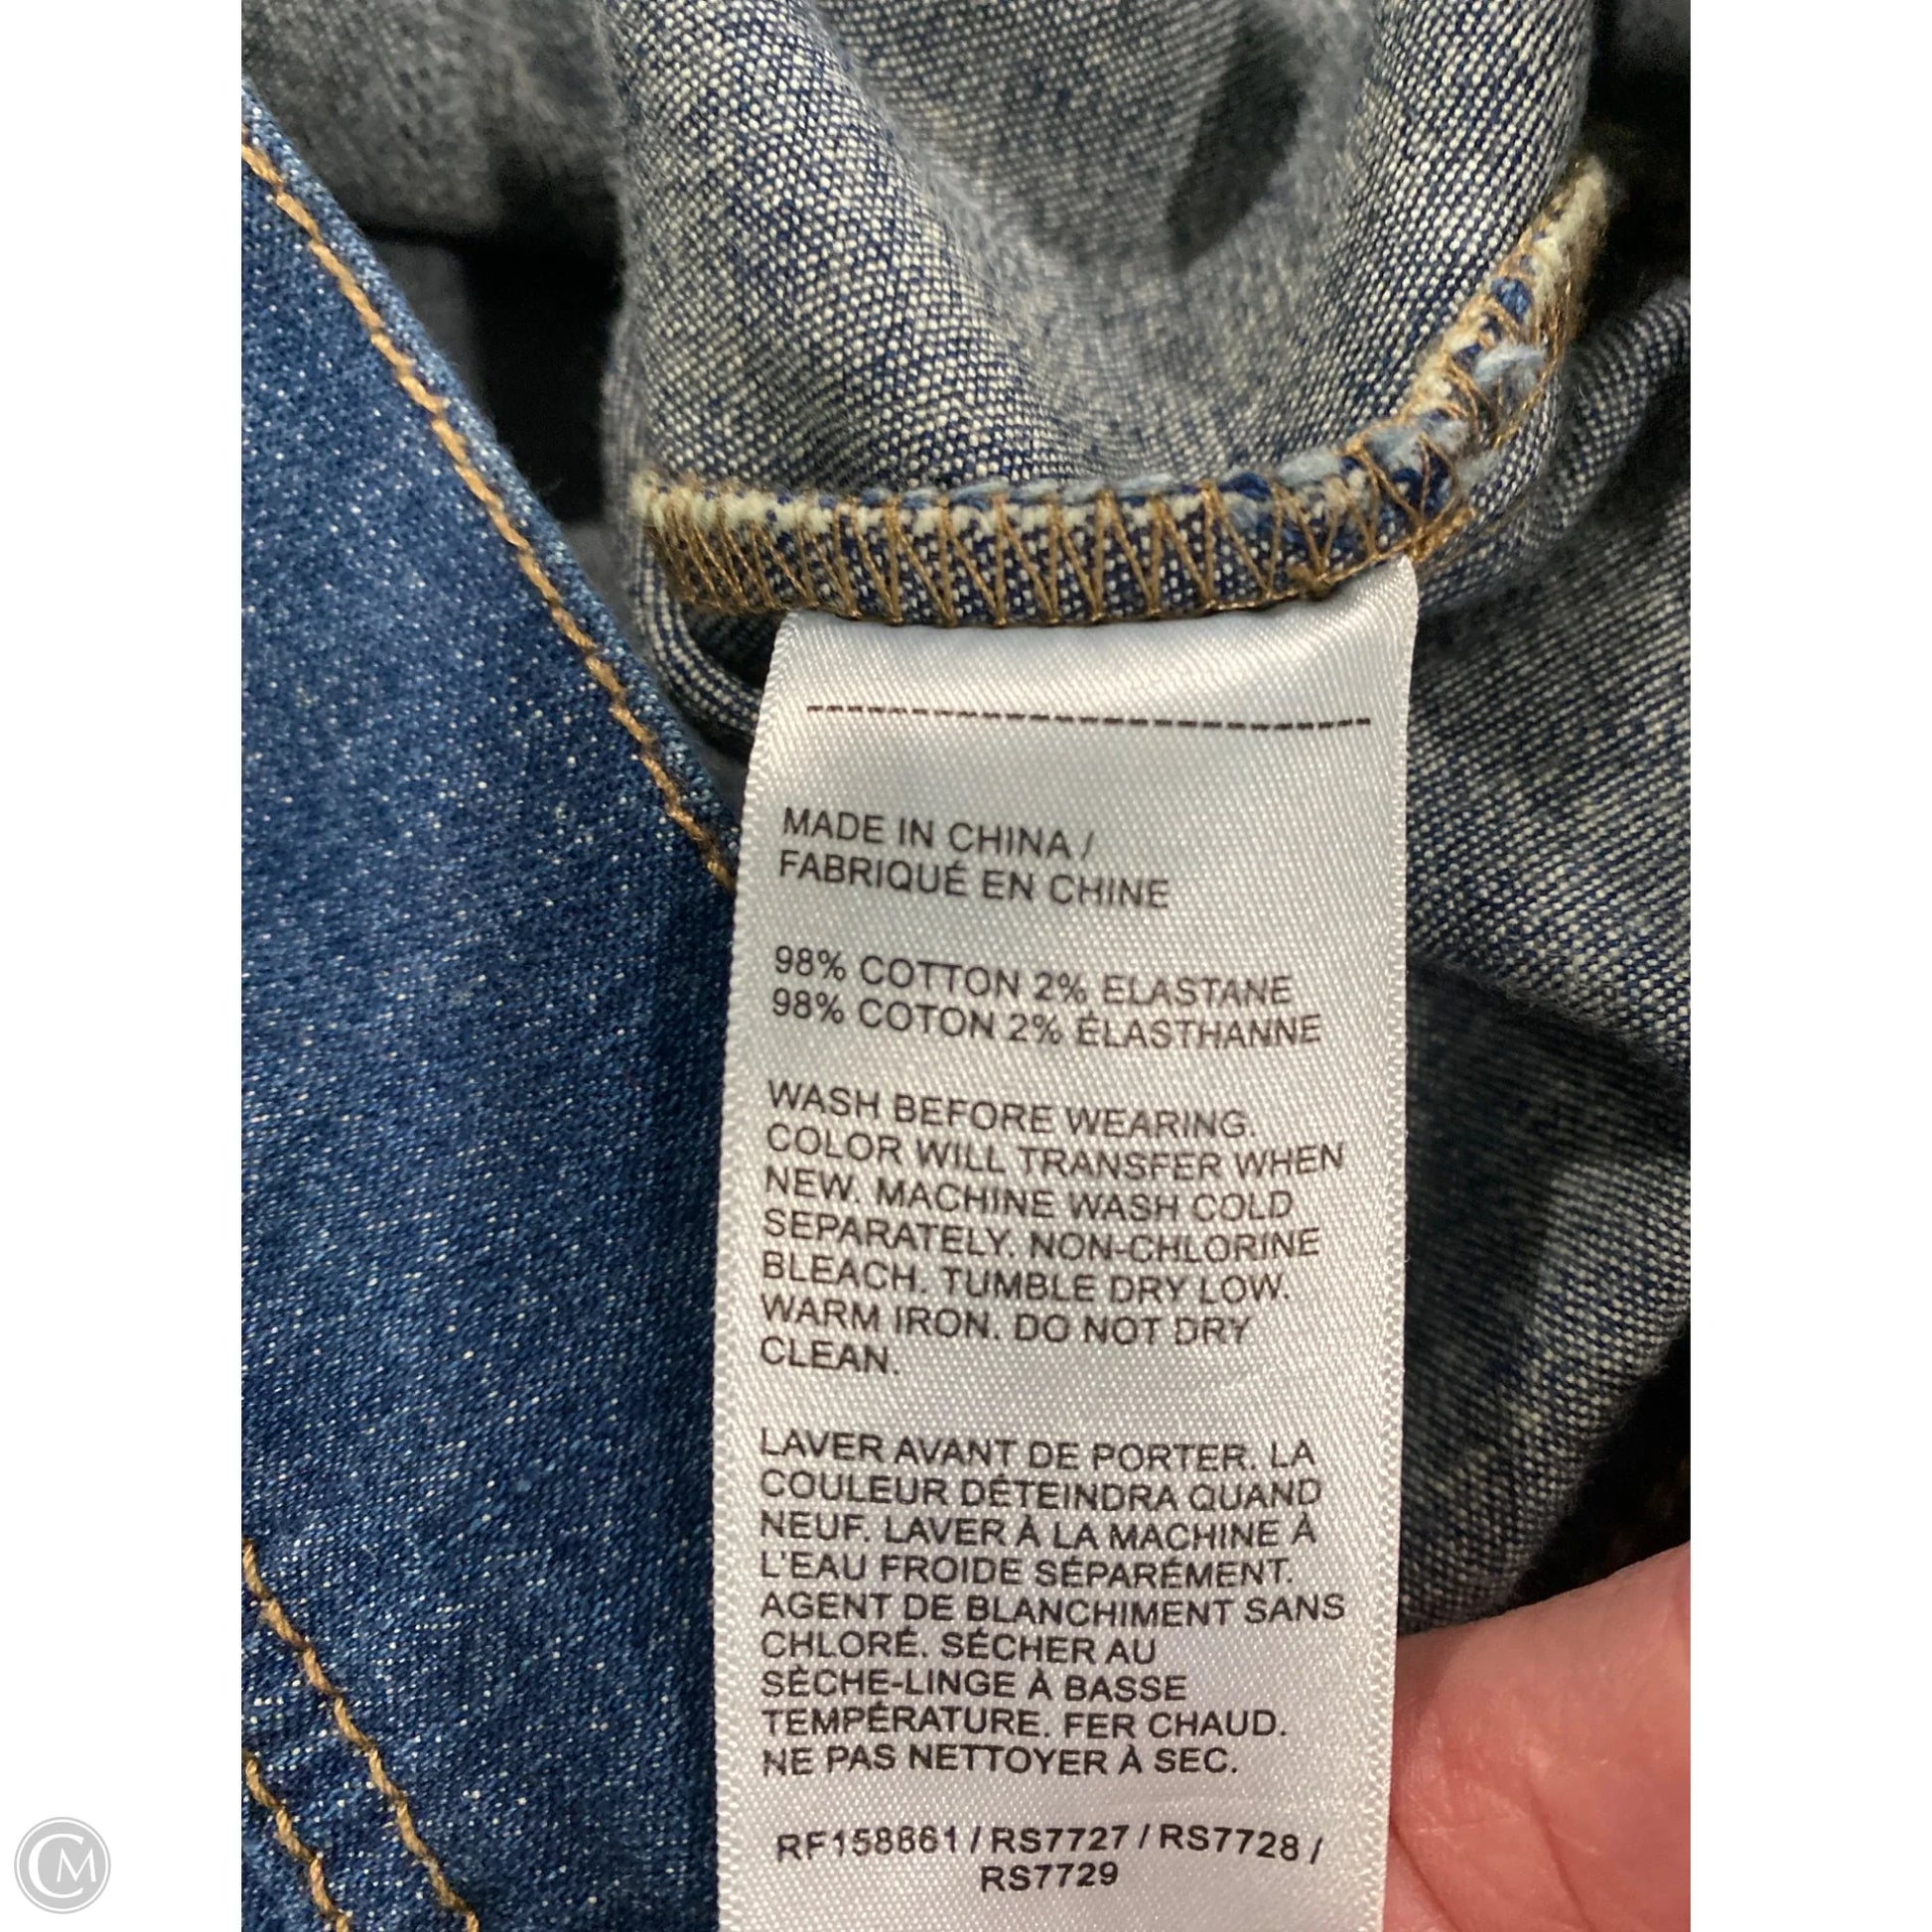 MADE IN CHINA /
FABRIQUÉ EN CHINE
98% COTTON 2% ELASTANE
98% COTON 2% ÉLASTHANNE
WASH BEFORE WEARING.
COLOR WILL TRANSFER WHEN
NEW. MACHINE WASH COLD
SEPARATELY. NON-CHLORINE
BLEACH. TUMBLE DRY LOW.
WARM IRON. DO NOT DRY
CLEAN.
LAVER AVANT DE PORTER. LA
COULEUR DÉTEINDRA QUAND
NEUF. LAVER À LA MACHINE À
L'EAU FROIDE SÉPARÉMENT.
AGENT DE BLANCHIMENT SANS
CHLORÉ. SÉCHER AU
SÈCHE-LINGE À BASSE
TEMPÉRATURE. FER CHAUD.
NE PAS NETTOYER À SEC.
RF158861 / RS7727 / RS7728 /
RS7729
CM